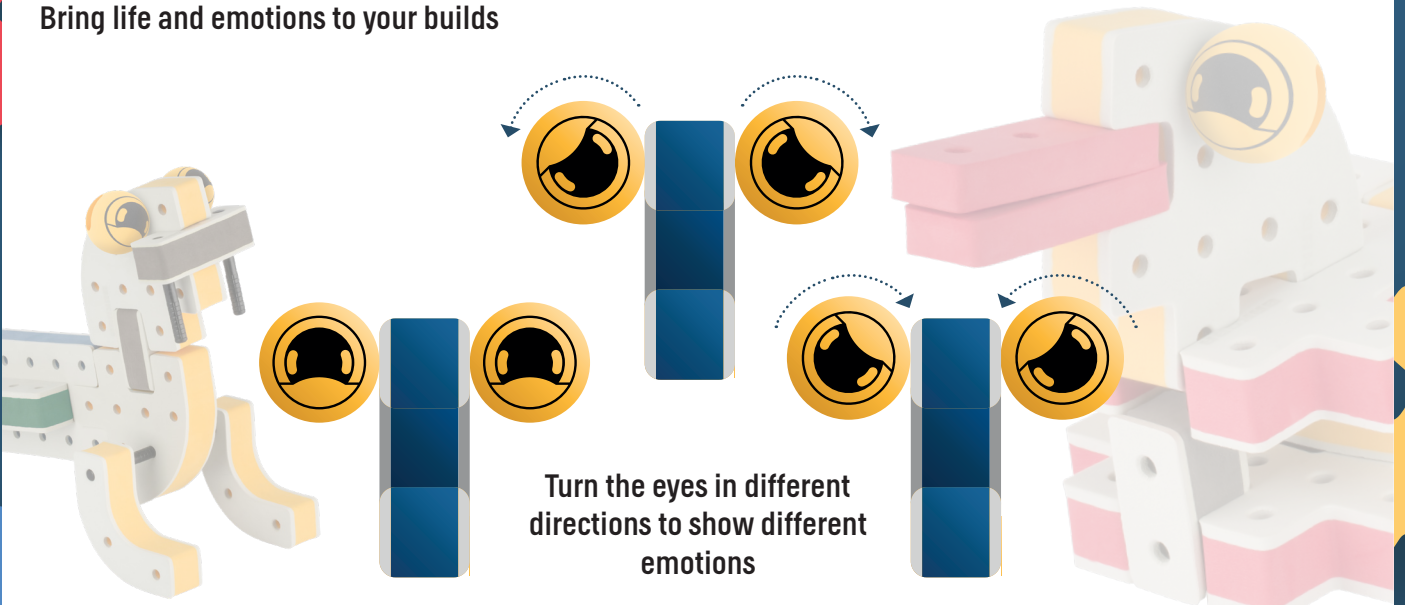 Bring life and emotions to your builds
Turn the eyes in different
directions to show different
emotions